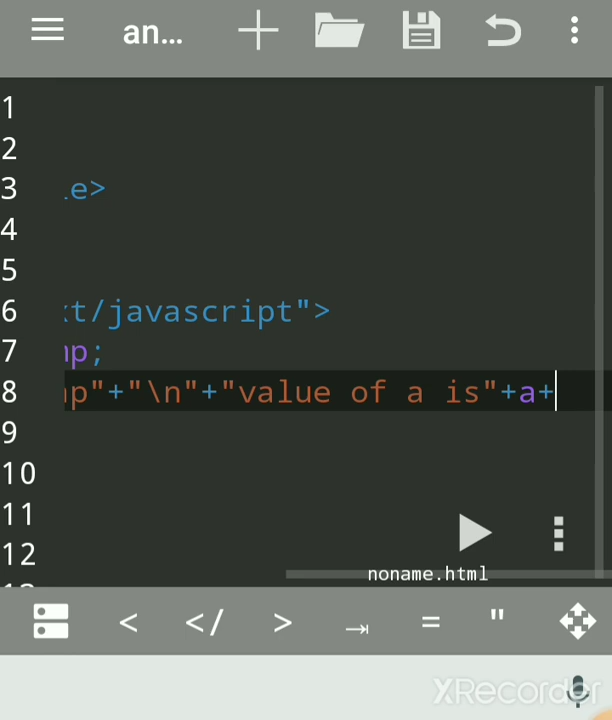 an...
1
2
3 .e>
4
5
6 xt/javascript">
7 np;
8 np"+"\n"+"value of a is"+a+
9
10
11
12
noname.html
< </ > = "
XRecorder